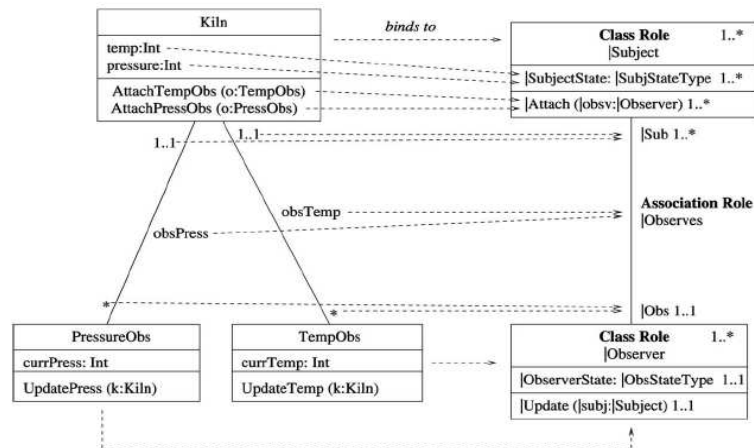 Kiln
temp:Int
pressure:Int
AttachTempObs (o:TempObs)
AttachPressObs (o:PressObs)
binds to
Class Role 1..*
|Subject
|SubjectState: |SubjStateType 1..*
|Attach (|obsv:|Observer) 1..*
1..1
1..1
|Sub 1..*
obsTemp
obsPress
Association Role
|Observes
*
*
|Obs 1..1
PressureObs
currPress: Int
UpdatePress (k:Kiln)
TempObs
currTemp: Int
UpdateTemp (k:Kiln)
Class Role 1..*
|Observer
|ObserverState: |ObsStateType 1..1
|Update (|subj:|Subject) 1..1